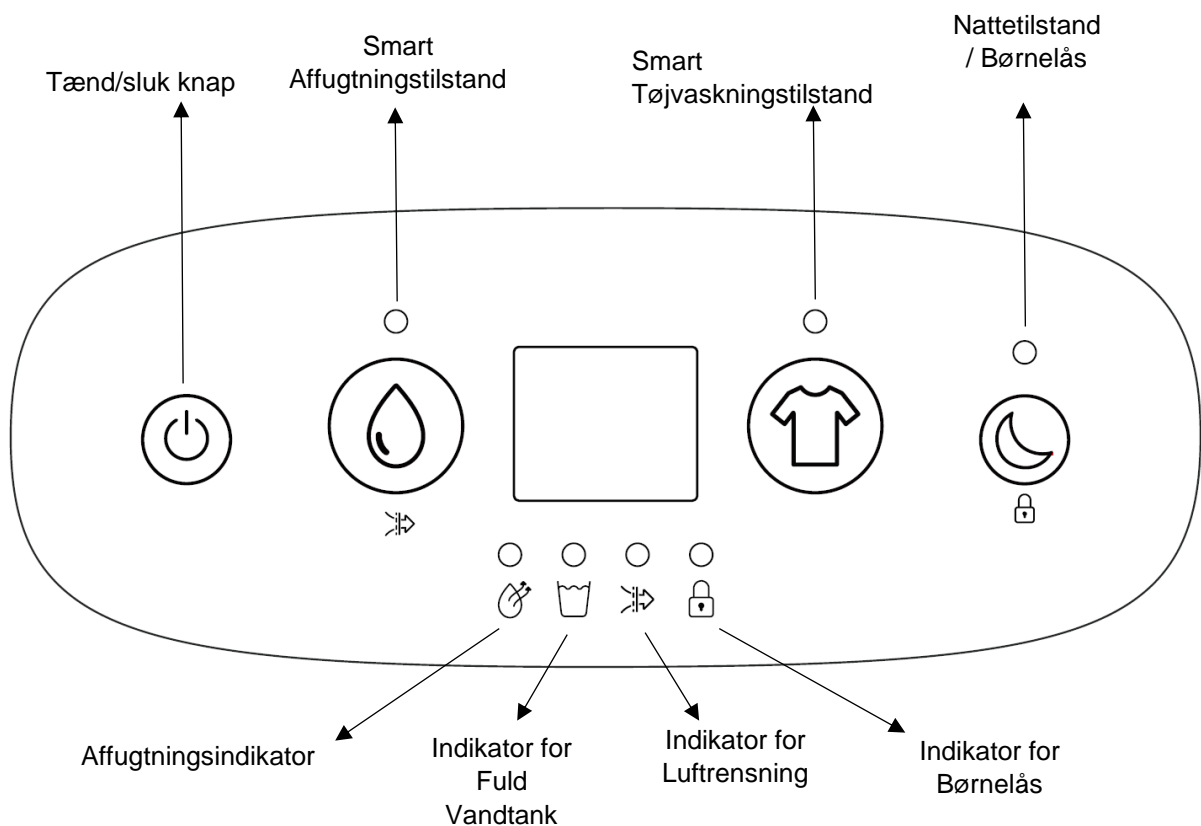 Tænd/sluk knap
Smart
Affugtningstilstand
Smart
Tøjvaskningstilstand
Nattetilstand
/ Børnelås
Affugtningsindikator
Indikator for
Fuld
Vandtank
Indikator for
Luftrensning
Indikator for
Børnelås